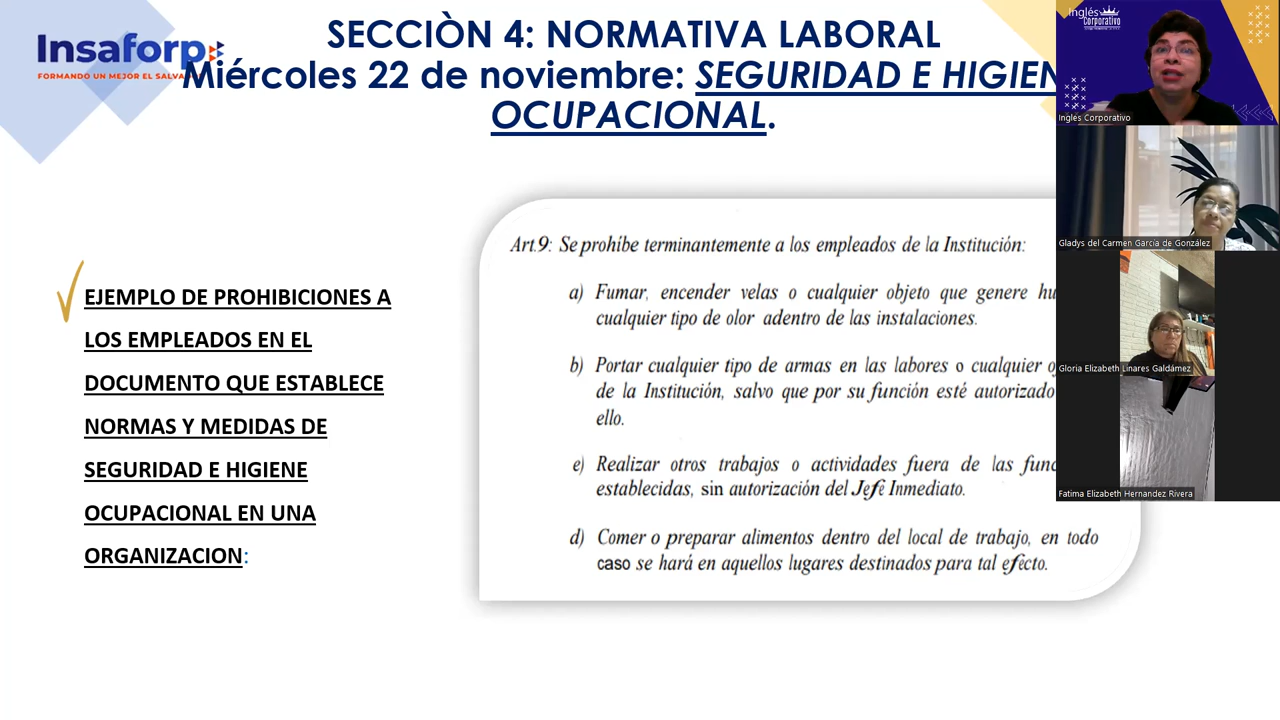 SECCIÒN 4: NORMATIVA LABORAL
Insaforp
FORMANDO UN MEJOR EL SALVA
Miércoles 22 de noviembre: SEGURIDAD E HIGIEN
OCUPACIONAL.
EJEMPLO DE PROHIBICIONES A
LOS EMPLEADOS EN EL
DOCUMENTO QUE ESTABLECE
NORMAS Y MEDIDAS DE
SEGURIDAD E HIGIENE
OCUPACIONAL EN UNA
ORGANIZACION:
Art.9: Se prohíbe terminantemente a los empleados de la Institución:
a) Fumar, encender velas o cualquier objeto que genere hu
cualquier tipo de olor adentro de las instalaciones.
b) Portar cualquier tipo de armas en las labores o cualquier oj
de la Institución, salvo que por su función esté autorizado
ello.
e) Realizar otros trabajos o actividades fuera de las func
establecidas, sin autorización del Jefe Inmediato.
d) Comer o preparar alimentos dentro del local de trabajo, en todo
caso se hará en aquellos lugares destinados para tal efecto.
Inglés
Corporativo
Ingles Corporativo
Gladys del Carmen Garcia de González
Gloria Elizabeth Linares Galdámez
Fatima Elizabeth Hernandez Rivera